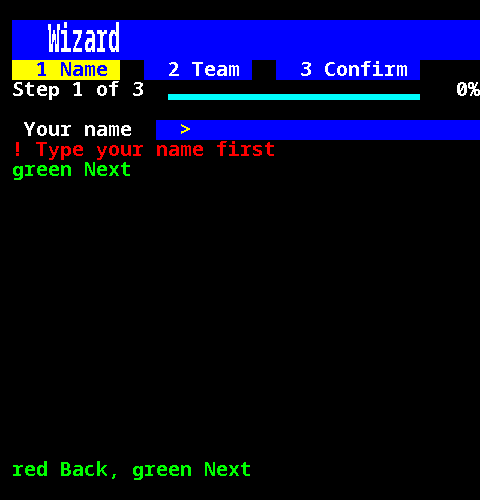 Wizard
1 Name 2 Team 3 Confirm
Step 1 of 3 0%
Your name >
! Type your name first
green Next
red Back, green Next